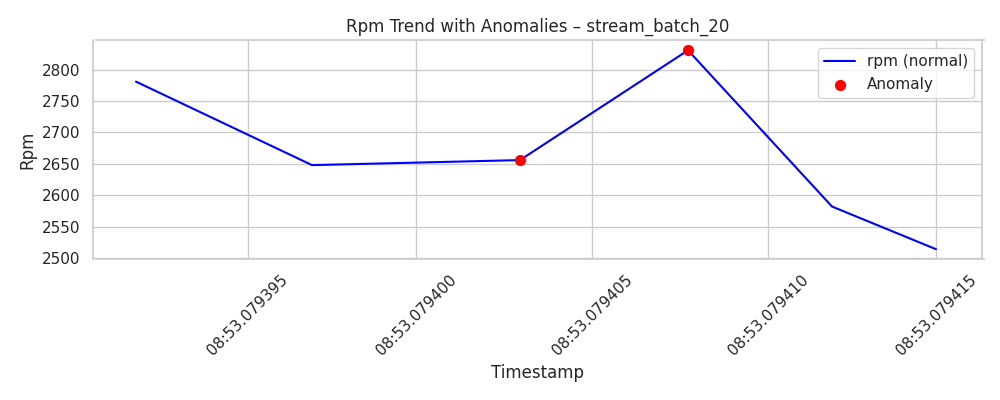 Rpm Trend with Anomalies – stream_batch_20
rpm (normal)
Anomaly
Rpm
2800
2750
2700
2650
2600
2550
2500
08:53.079395
08:53.079400
08:53.079405
08:53.079410
08:53.079415
Timestamp